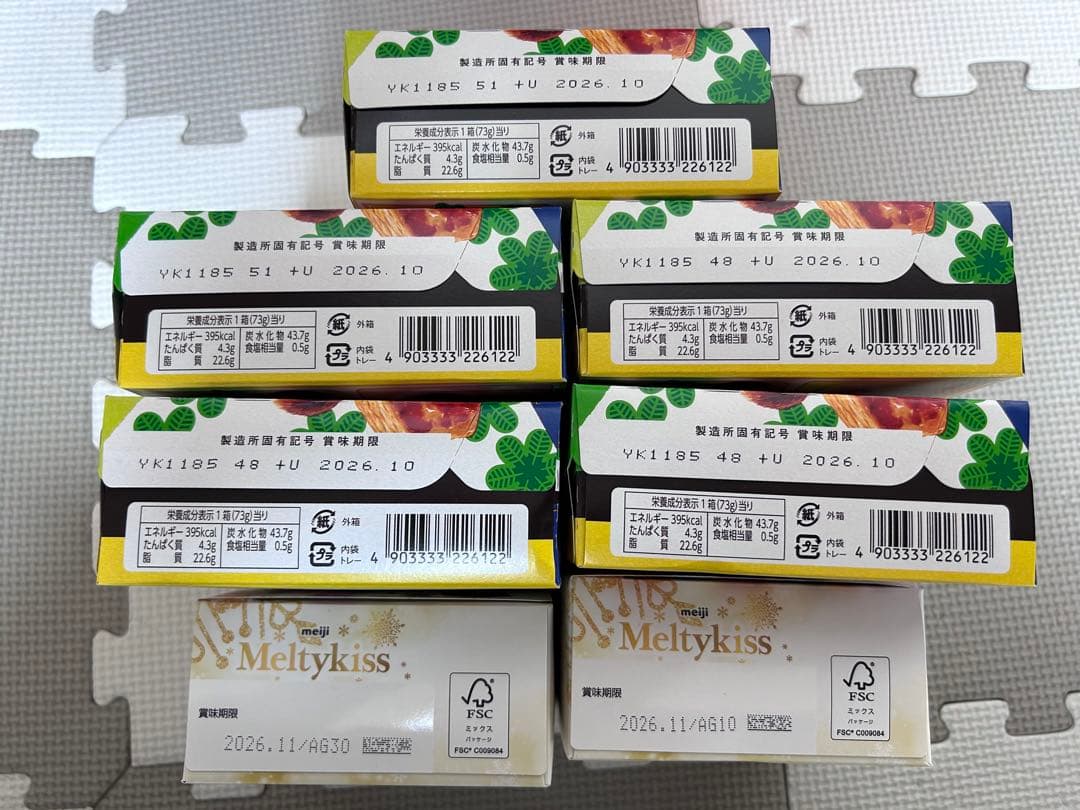 製造所固有記号 賞味期限
YK1185 51 +U 2026.10
栄養成分表示1箱(73g)当り
エネルギー 395kcal 炭水化物 43.7g
たんぱく質 4.3g 食塩相当量 0.5g
脂質 22.6g
紙 外箱
プラ 内袋 トレー
4 903333 226122
製造所固有記号 賞味期限
YK1185 51 +U 2026.10
栄養成分表示1箱(73g)当り
エネルギー 395kcal 炭水化物 43.7g
たんぱく質 4.3g 食塩相当量 0.5g
脂質 22.6g
紙 外箱
プラ 内袋 トレー
4 903333 226122
製造所固有記号 賞味期限
YK1185 48 +U 2026.10
栄養成分表示1箱(73g)当り
エネルギー 395kcal 炭水化物 43.7g
たんぱく質 4.3g 食塩相当量 0.5g
脂質 22.6g
紙 外箱
プラ 内袋 トレー
4 903333 226122
製造所固有記号 賞味期限
YK1185 48 +U 2026.10
栄養成分表示1箱(73g)当り
エネルギー 395kcal 炭水化物 43.7g
たんぱく質 4.3g 食塩相当量 0.5g
脂質 22.6g
紙 外箱
プラ 内袋 トレー
4 903333 226122
製造所固有記号 賞味期限
YK1185 48 +U 2026.10
栄養成分表示1箱(73g)当り
エネルギー 395kcal 炭水化物 43.7g
たんぱく質 4.3g 食塩相当量 0.5g
脂質 22.6g
紙 外箱
プラ 内袋 トレー
4 903333 226122
meiji
Meltykiss
賞味期限
2026.11/AG30
FSC
ミックス
パッケージ
FSC® C009084
meiji
Meltykiss
賞味期限
2026.11/AG10
FSC
ミックス
パッケージ
FSC® C009084